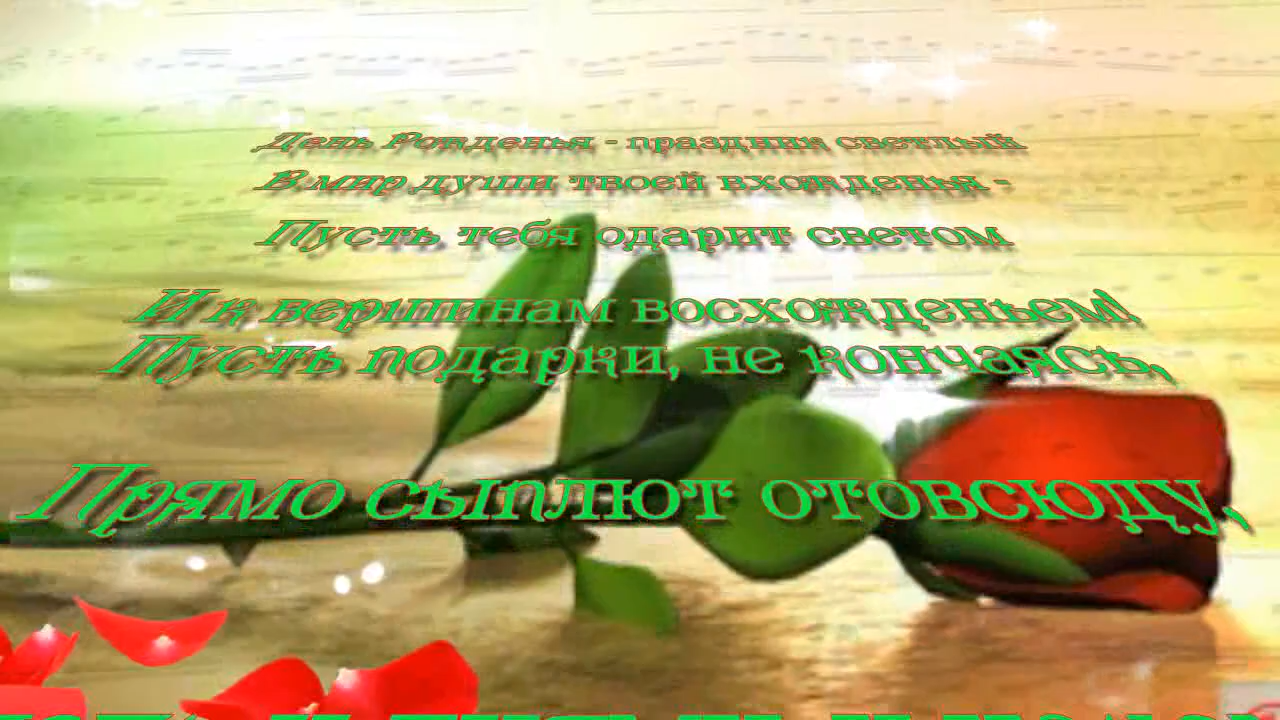 День Рожденья - праздник светлый
В мир души твоей вхожденья -
Пусть тебя одарит светом
И к вершинам восхожденьем!
Пусть подарки, не кончаясь,
Прямо сыплют отовсюду,